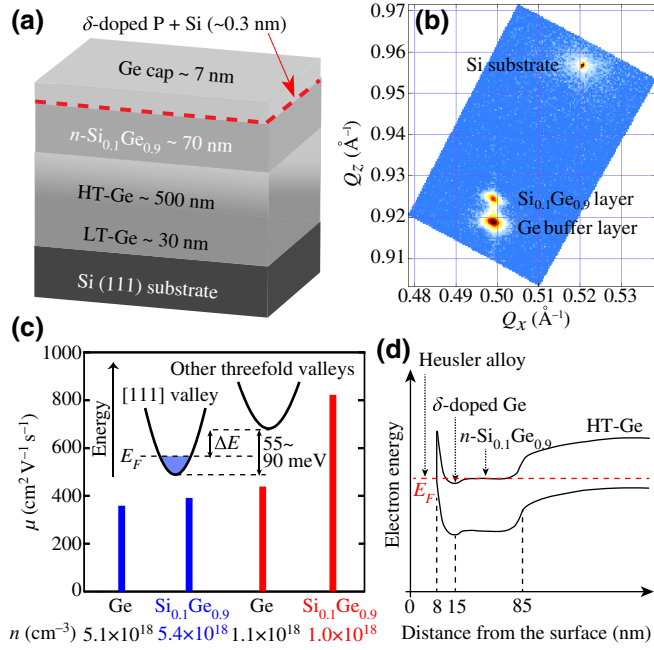 (a)
δ-doped P + Si (~0.3 nm)
Ge cap ~ 7 nm
n-Si0.1Ge0.9 ~ 70 nm
HT-Ge ~ 500 nm
LT-Ge ~ 30 nm
Si (111) substrate
(b)
0.97
0.96
0.95
0.94
0.93
0.92
0.91
Qz (Å⁻¹)
Si substrate
Si0.1Ge0.9 layer
Ge buffer layer
0.48 0.49 0.50 0.51 0.52 0.53
Qx (Å⁻¹)
(c)
1000
800
600
400
200
0
μ (cm² V⁻¹ s⁻¹)
Energy
Other threefold valleys
[111] valley
EF
ΔE
55~
90 meV
Ge Si0.1Ge0.9 Ge Si0.1Ge0.9
n (cm⁻³) 5.1×10¹⁸ 5.4×10¹⁸ 1.1×10¹⁸ 1.0×10¹⁸
(d)
Heusler alloy
δ-doped Ge
n-Si0.1Ge0.9
HT-Ge
EF
Electron energy
0 8 15 85
Distance from the surface (nm)